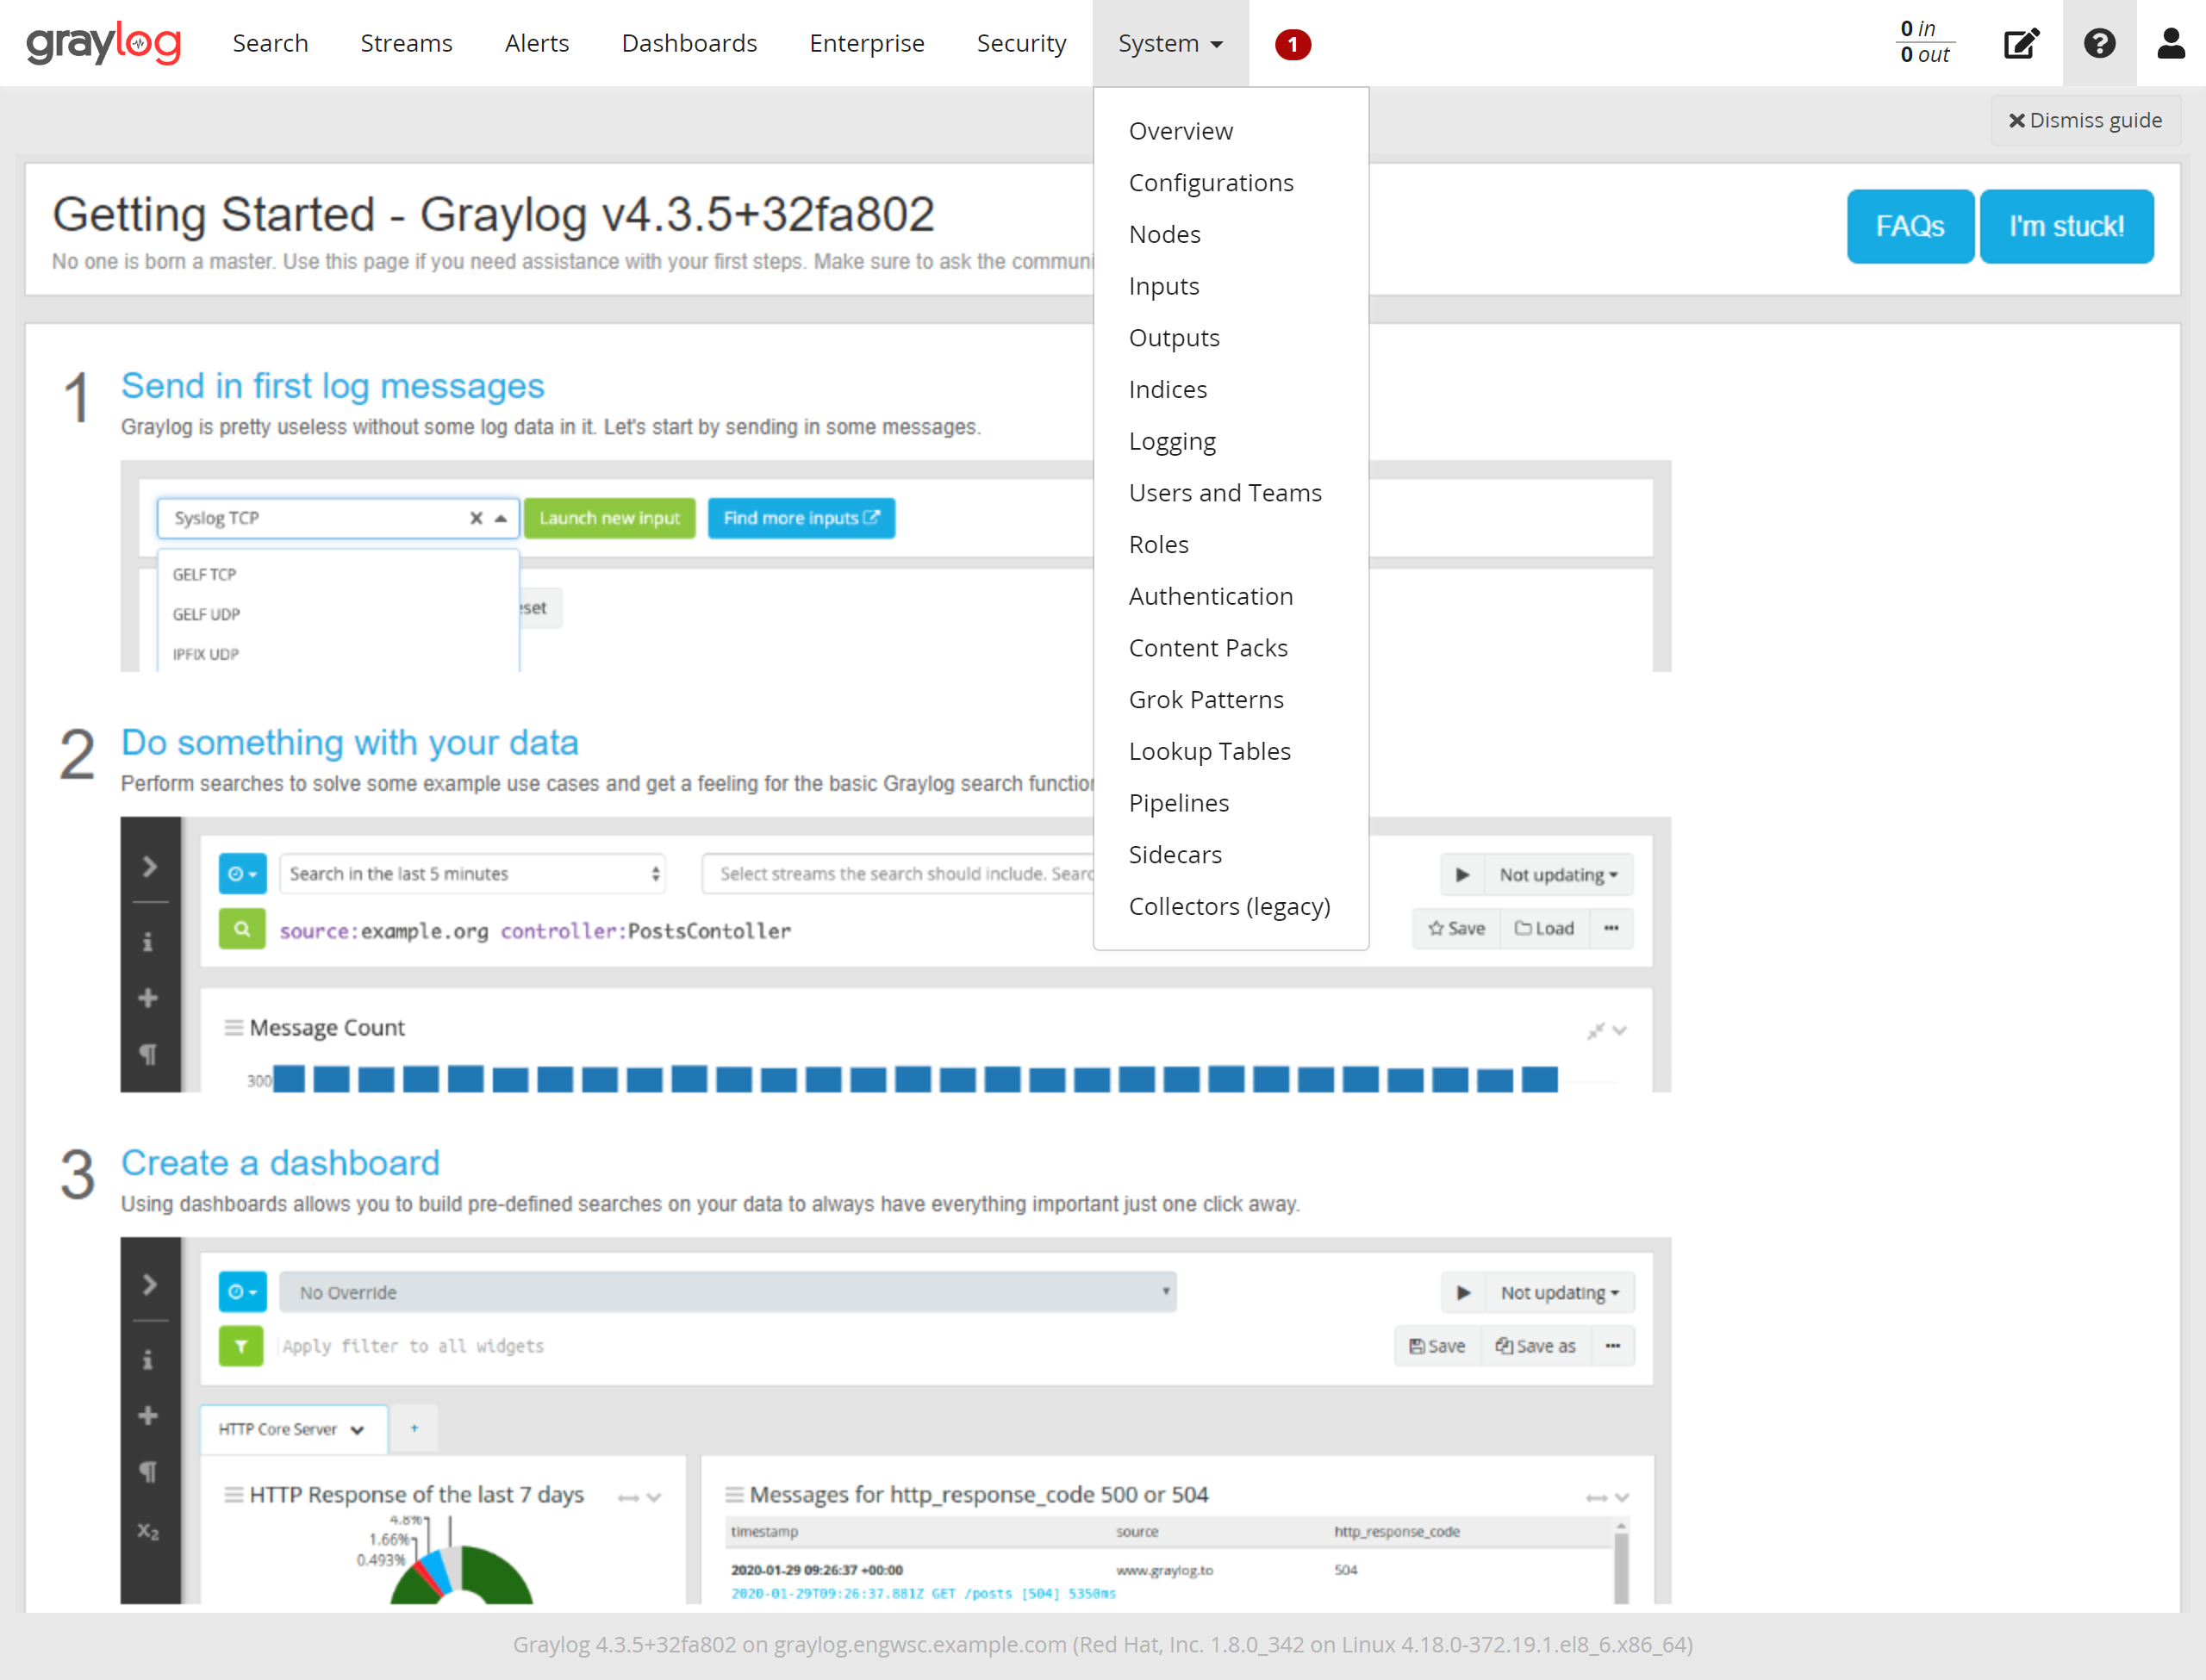 graylog Search Streams Alerts Dashboards Enterprise Security System 1 0 in
0 out
Dismiss guide
Overview
Configurations
Nodes
Inputs
Outputs
Indices
Logging
Users and Teams
Roles
Authentication
Content Packs
Grok Patterns
Lookup Tables
Pipelines
Sidecars
Collectors (legacy)
Getting Started - Graylog v4.3.5+32fa802
No one is born a master. Use this page if you need assistance with your first steps. Make sure to ask the communi
FAQs I'm stuck!
1 Send in first log messages
Graylog is pretty useless without some log data in it. Let's start by sending in some messages.
Syslog TCP Launch new input Find more inputs
GELF TCP
eset
GELF UDP
IPFIX UDP
2 Do something with your data
Perform searches to solve some example use cases and get a feeling for the basic Graylog search function
Search in the last 5 minutes Select streams the search should include. Searc Not updating
source:example.org controller:PostsContoller Save Load
Message Count
300
3 Create a dashboard
Using dashboards allows you to build pre-defined searches on your data to always have everything important just one click away.
No Override Not updating
Apply filter to all widgets Save Save as
HTTP Core Server +
HTTP Response of the last 7 days
4.8%
1.66%
0.493%
Messages for http_response_code 500 or 504
timestamp source http_response_code
2020-01-29 09:26:37 +00:00 www.graylog.to 504
2020-01-29T09:26:37.881Z GET /posts [504] 5350ms
x2
Graylog 4.3.5+32fa802 on graylog.engwsc.example.com (Red Hat, Inc. 1.8.0_342 on Linux 4.18.0-372.19.1.el8_6.x86_64)